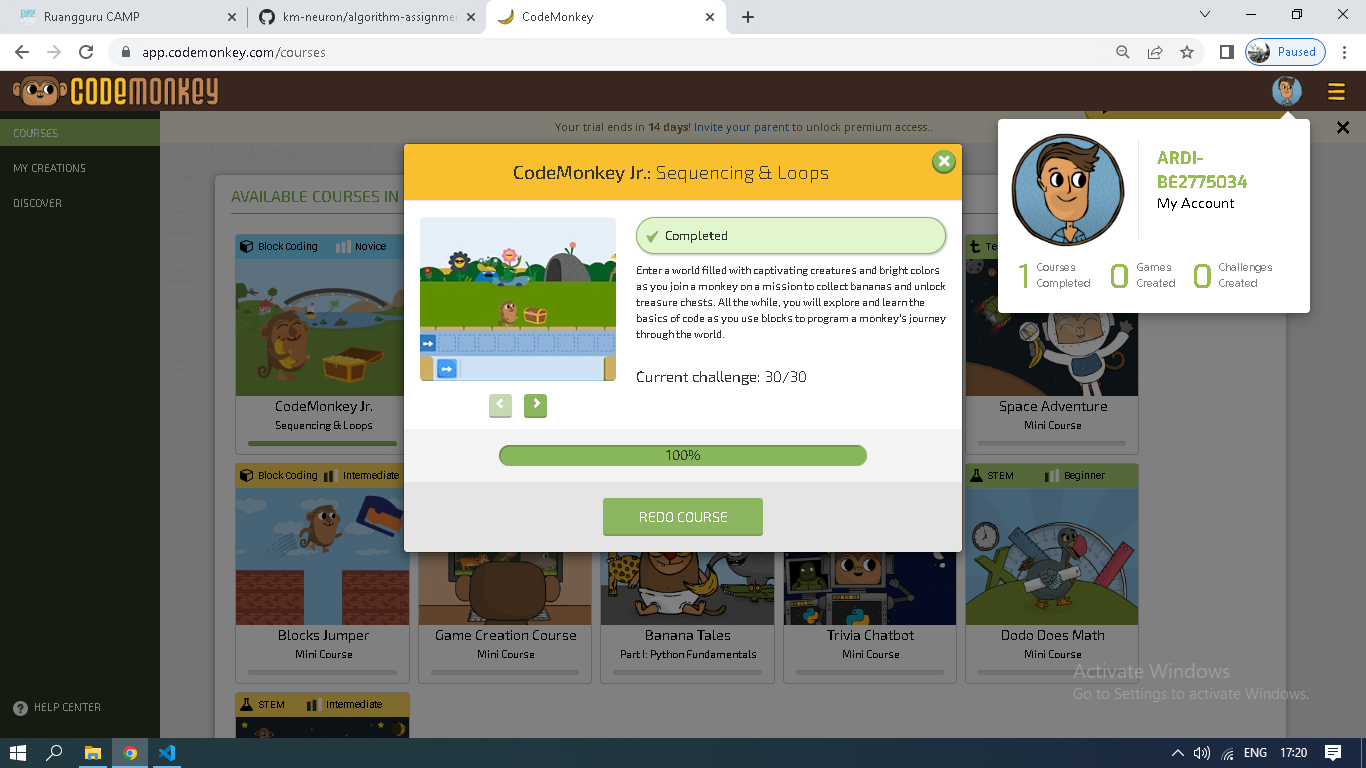 Ruangguru CAMP
km-neuron/algorithm-assignmen
CodeMonkey
app.codemonkey.com/courses
Paused
CODEMONKEY
COURSES
MY CREATIONS
DISCOVER
HELP CENTER
Your trial ends in 14 days! Invite your parent to unlock premium access..
ARDI-
BE2775034
My Account
1 Courses Completed
0 Games Created
0 Challenges Created
AVAILABLE COURSES IN
CodeMonkey Jr.: Sequencing & Loops
Completed
Enter a world filled with captivating creatures and bright colors
as you join a monkey on a mission to collect bananas and unlock
treasure chests. All the while, you will explore and learn the
basics of code as you use blocks to program a monkey's journey
through the world.
Current challenge: 30/30
100%
REDO COURSE
Block Coding Novice
CodeMonkey Jr.
Sequencing & Loops
Space Adventure
Mini Course
Block Coding Intermediate
Blocks Jumper
Mini Course
Game Creation Course
Mini Course
Banana Tales
Part I: Python Fundamentals
Trivia Chatbot
Mini Course
STEM Beginner
Dodo Does Math
Mini Course
STEM Intermediate
Activate Windows
Go to Settings to activate Windows.
ENG 17:20